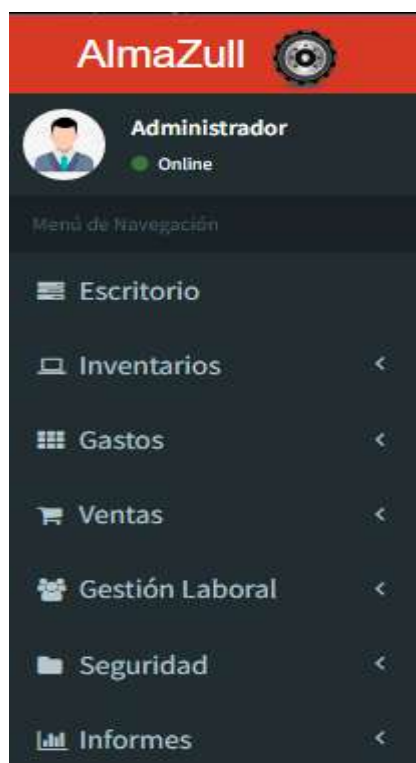 AlmaZull
Administrador
Online
Menú de Navegación
Escritorio
Inventarios
Gastos
Ventas
Gestión Laboral
Seguridad
Informes